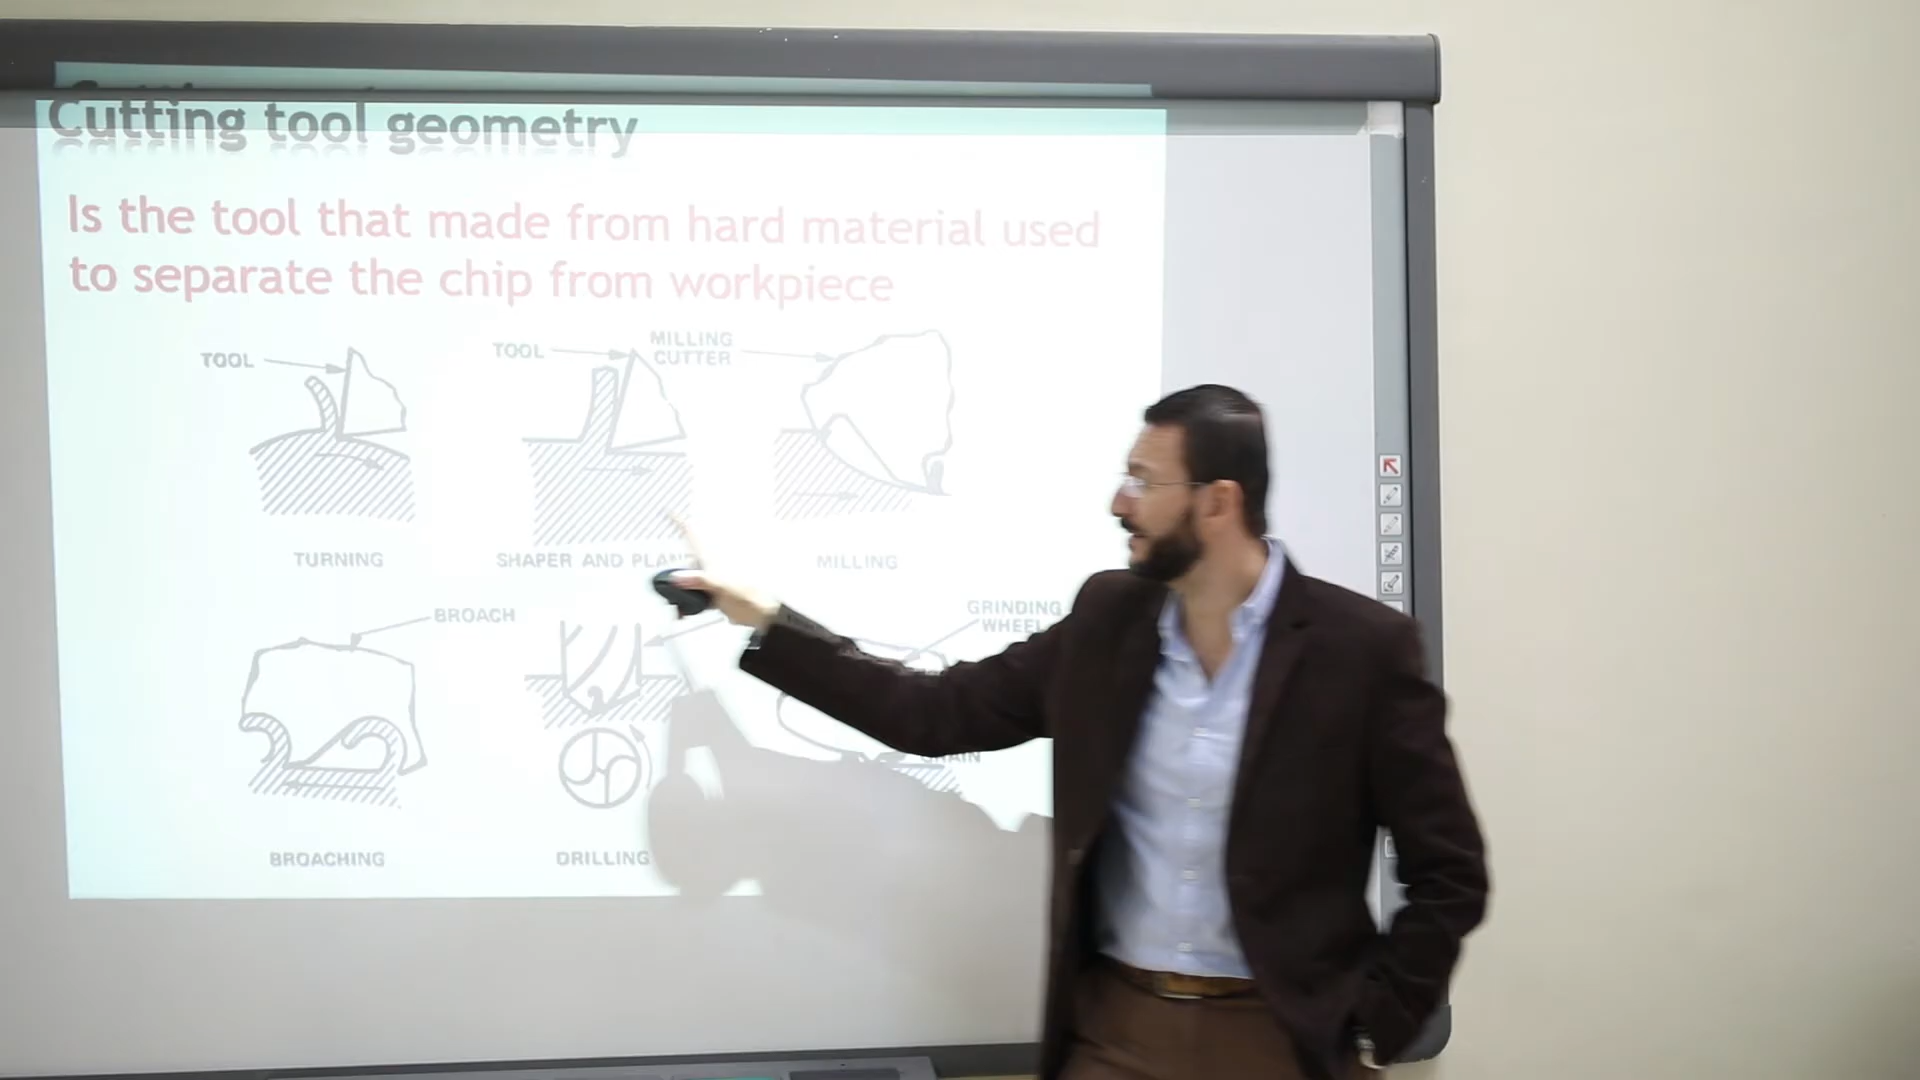 Cutting tool geometry
Is the tool that made from hard material used
to separate the chip from workpiece
TOOL
TOOL
MILLING
CUTTER
TURNING
SHAPER AND PLAN
MILLING
BROACH
GRINDING
WHEEL
GRAIN
BROACHING
DRILLING